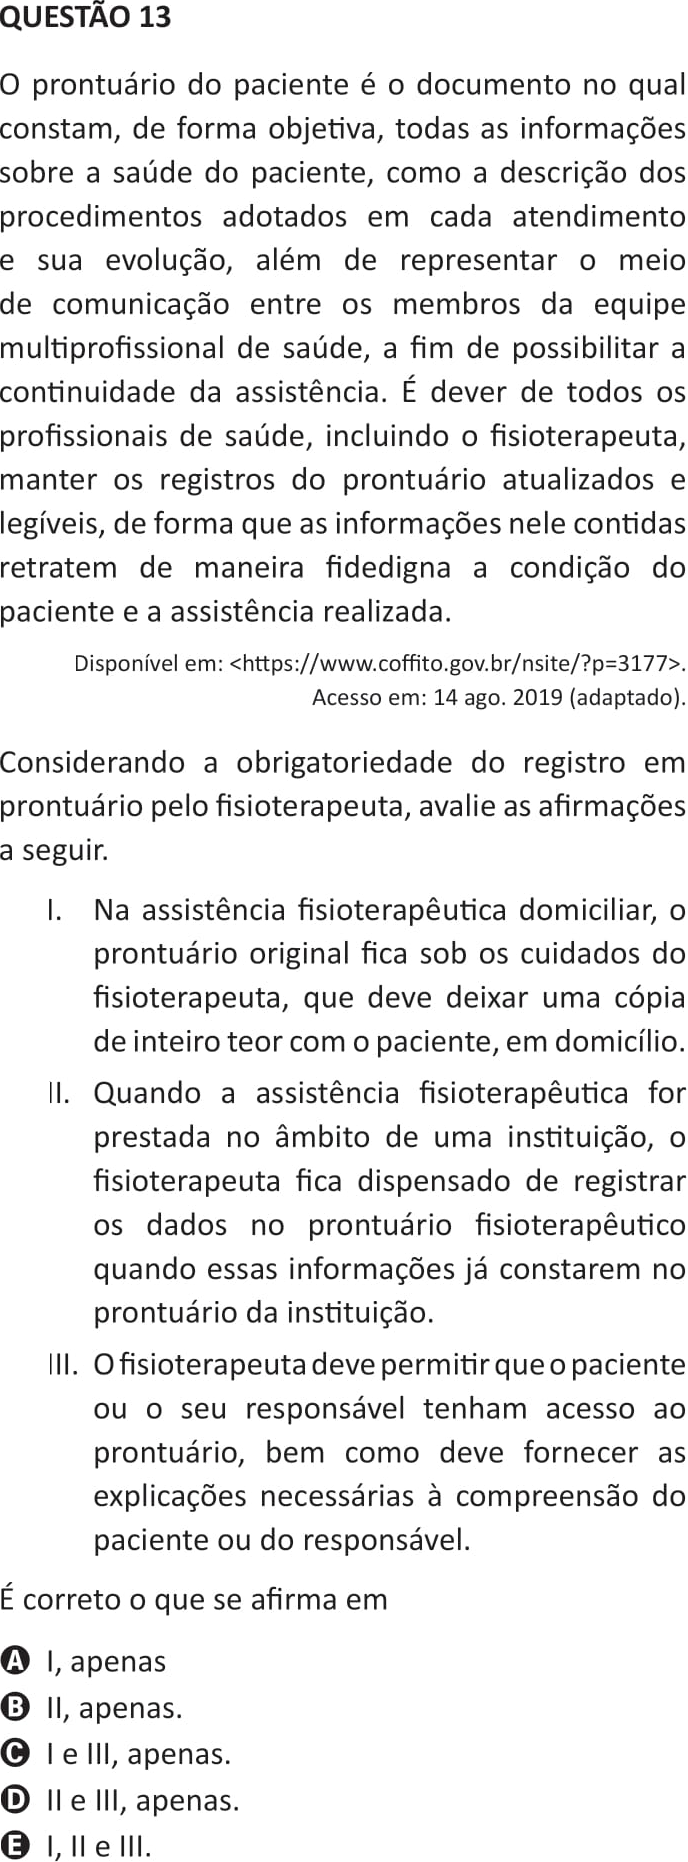 QUESTÃO 13
O prontuário do paciente é o documento no qual
constam, de forma objetiva, todas as informações
sobre a saúde do paciente, como a descrição dos
procedimentos adotados em cada atendimento
e sua evolução, além de representar o meio
de comunicação entre os membros da equipe
multiprofissional de saúde, a fim de possibilitar a
continuidade da assistência. É dever de todos os
profissionais de saúde, incluindo o fisioterapeuta,
manter os registros do prontuário atualizados e
legíveis, de forma que as informações nele contidas
retratem de maneira fidedigna a condição do
paciente e a assistência realizada.
Disponível em: <https://www.coffito.gov.br/nsite/?p=3177>.
Acesso em: 14 ago. 2019 (adaptado).
Considerando a obrigatoriedade do registro em
prontuário pelo fisioterapeuta, avalie as afirmações
a seguir.
I. Na assistência fisioterapêutica domiciliar, o
prontuário original fica sob os cuidados do
fisioterapeuta, que deve deixar uma cópia
de inteiro teor com o paciente, em domicílio.
II. Quando a assistência fisioterapêutica for
prestada no âmbito de uma instituição, o
fisioterapeuta fica dispensado de registrar
os dados no prontuário fisioterapêutico
quando essas informações já constarem no
prontuário da instituição.
III. O fisioterapeuta deve permitir que o paciente
ou o seu responsável tenham acesso ao
prontuário, bem como deve fornecer as
explicações necessárias à compreensão do
paciente ou do responsável.
É correto o que se afirma em
A I, apenas
B II, apenas.
C I e III, apenas.
D II e III, apenas.
E I, II e III.